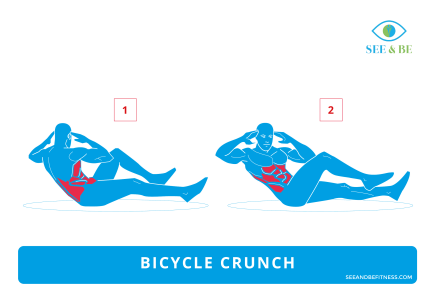 SEE & BE
1
2
BICYCLE CRUNCH
SEEANDBEFITNESS.COM